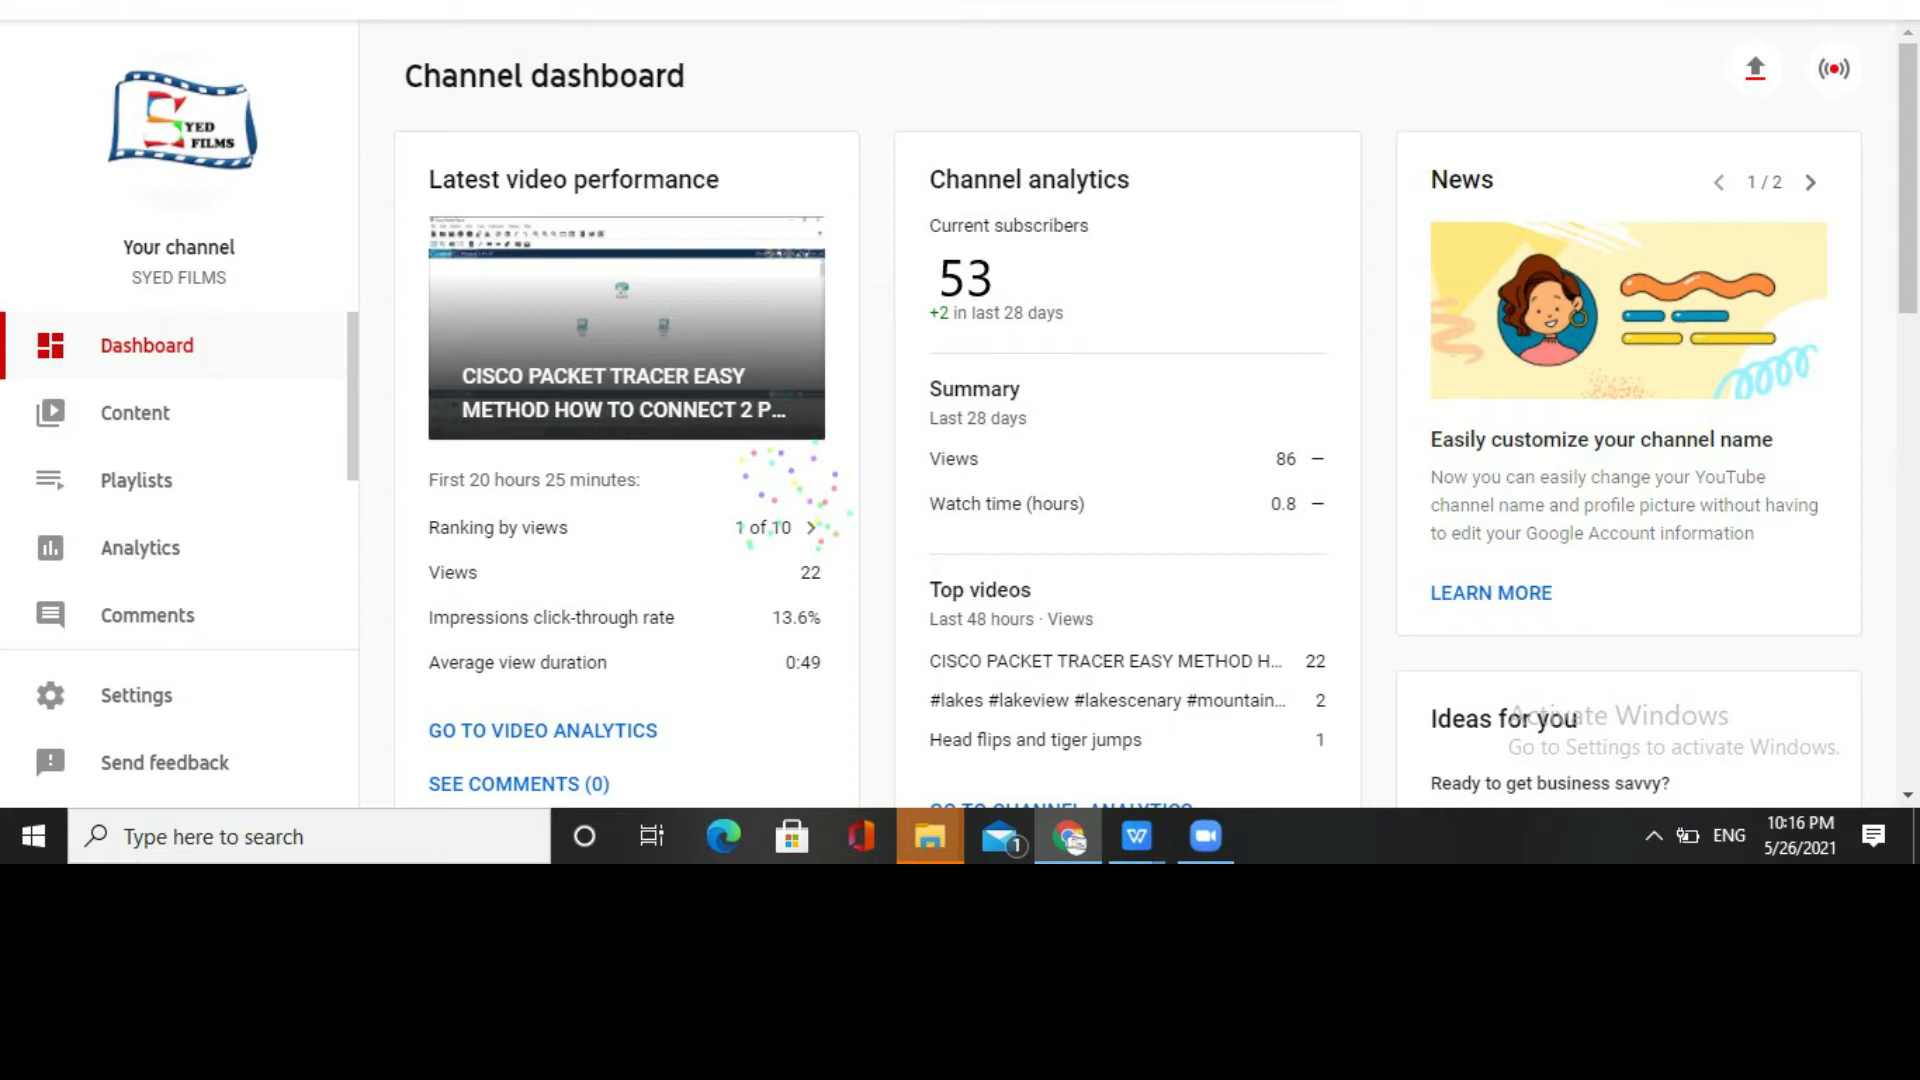 SYED
FILMS
Your channel
SYED FILMS
Dashboard
Content
Playlists
Analytics
Comments
Settings
Send feedback
Channel dashboard
Latest video performance
CISCO PACKET TRACER EASY
METHOD HOW TO CONNECT 2 P...
First 20 hours 25 minutes:
Ranking by views 1 of 10
Views 22
Impressions click-through rate 13.6%
Average view duration 0:49
GO TO VIDEO ANALYTICS
SEE COMMENTS (0)
Channel analytics
Current subscribers
53
+2 in last 28 days
Summary
Last 28 days
Views 86 —
Watch time (hours) 0.8 —
Top videos
Last 48 hours · Views
CISCO PACKET TRACER EASY METHOD H... 22
#lakes #lakeview #lakescenary #mountain... 2
Head flips and tiger jumps 1
GO TO CHANNEL ANALYTICS
News 1 / 2
Easily customize your channel name
Now you can easily change your YouTube
channel name and profile picture without having
to edit your Google Account information
LEARN MORE
Ideas for you
Ready to get business savvy?
Activate Windows
Go to Settings to activate Windows.
Type here to search
1
ENG
10:16 PM
5/26/2021